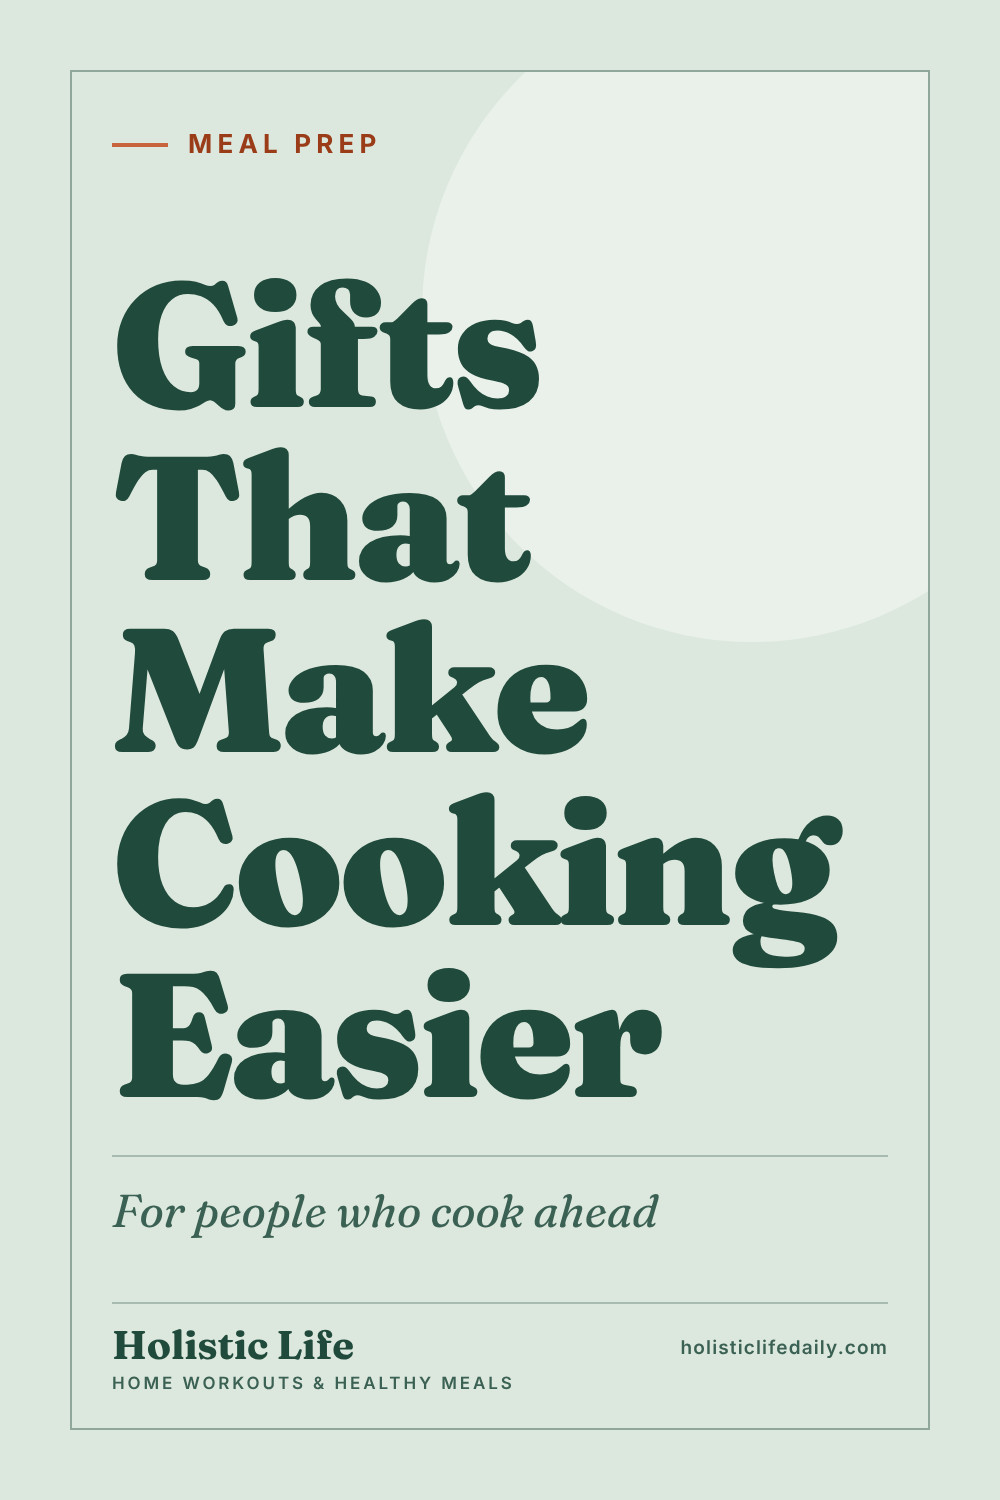 MEAL PREP
Gifts
That
Make
Cooking
Easier
For people who cook ahead
Holistic Life
holisticlifedaily.com
HOME WORKOUTS & HEALTHY MEALS